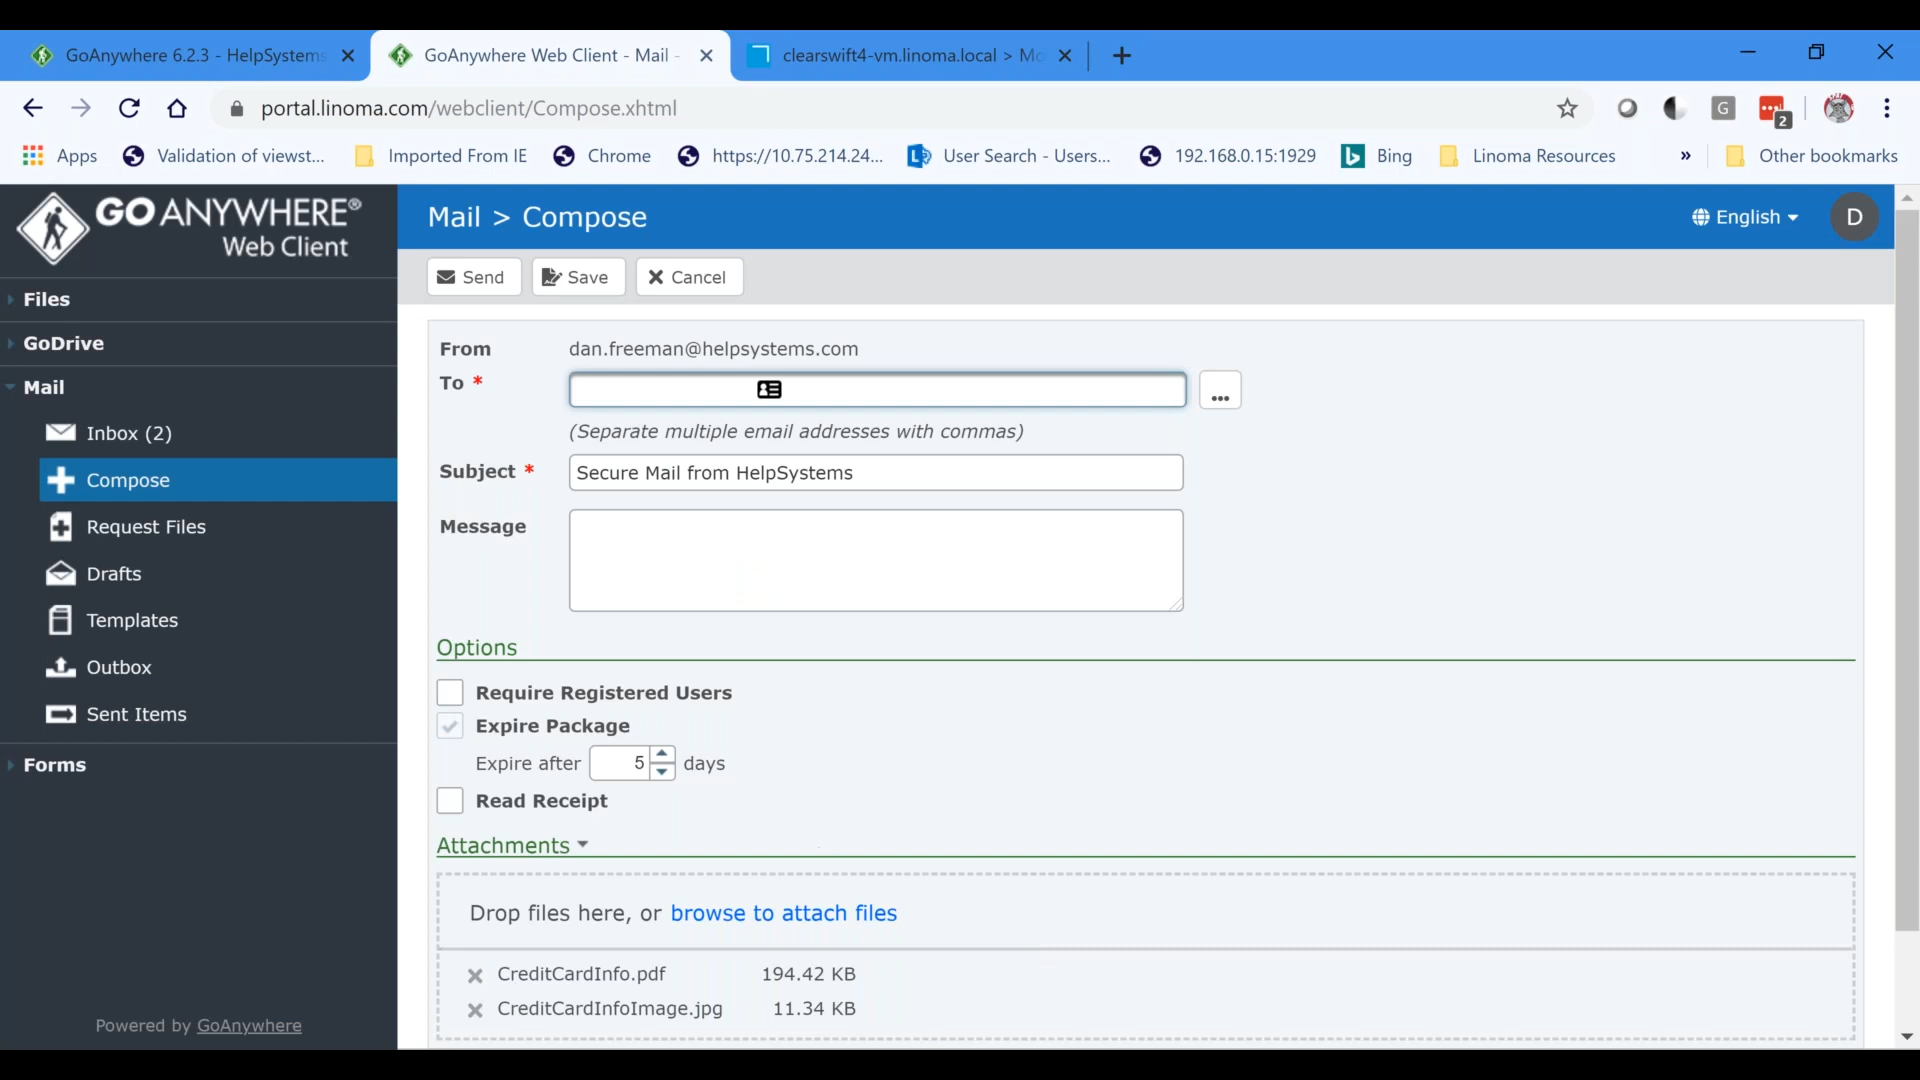 GoAnywhere 6.2.3 - HelpSystems
GoAnywhere Web Client - Mail -
clearswift4-vm.linoma.local > Mo
portal.linoma.com/webclient/Compose.xhtml
G
2
Apps
Validation of viewst...
Imported From IE
Chrome
https://10.75.214.24...
User Search - Users...
192.168.0.15:1929
Bing
Linoma Resources
»
Other bookmarks
GO ANYWHERE®
Web Client
Mail > Compose
English
D
Send
Save
Cancel
Files
GoDrive
Mail
Inbox (2)
Compose
Request Files
Drafts
Templates
Outbox
Sent Items
Forms
Powered by GoAnywhere
From dan.freeman@helpsystems.com
To *
...
(Separate multiple email addresses with commas)
Subject * Secure Mail from HelpSystems
Message
Options
Require Registered Users
Expire Package
Expire after 5 days
Read Receipt
Attachments
Drop files here, or browse to attach files
CreditCardInfo.pdf 194.42 KB
CreditCardInfoImage.jpg 11.34 KB